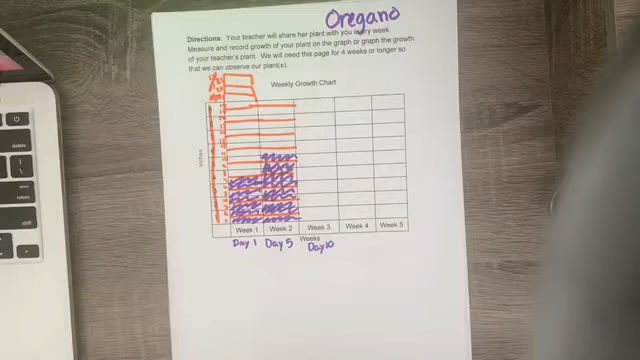 Oregano
Directions: Your teacher will share her plant with you every week
Measure and record growth of your plant on the graph or graph the growth
of your teacher's plant. We will need this page for 4 weeks or longer so
that we can observe our plant(s).
Weekly Growth Chart
Inches
Week 1 Week 2 Week 3 Week 4 Week 5
Weeks
Day 1 Day 5 Day 10
delete
return
shift